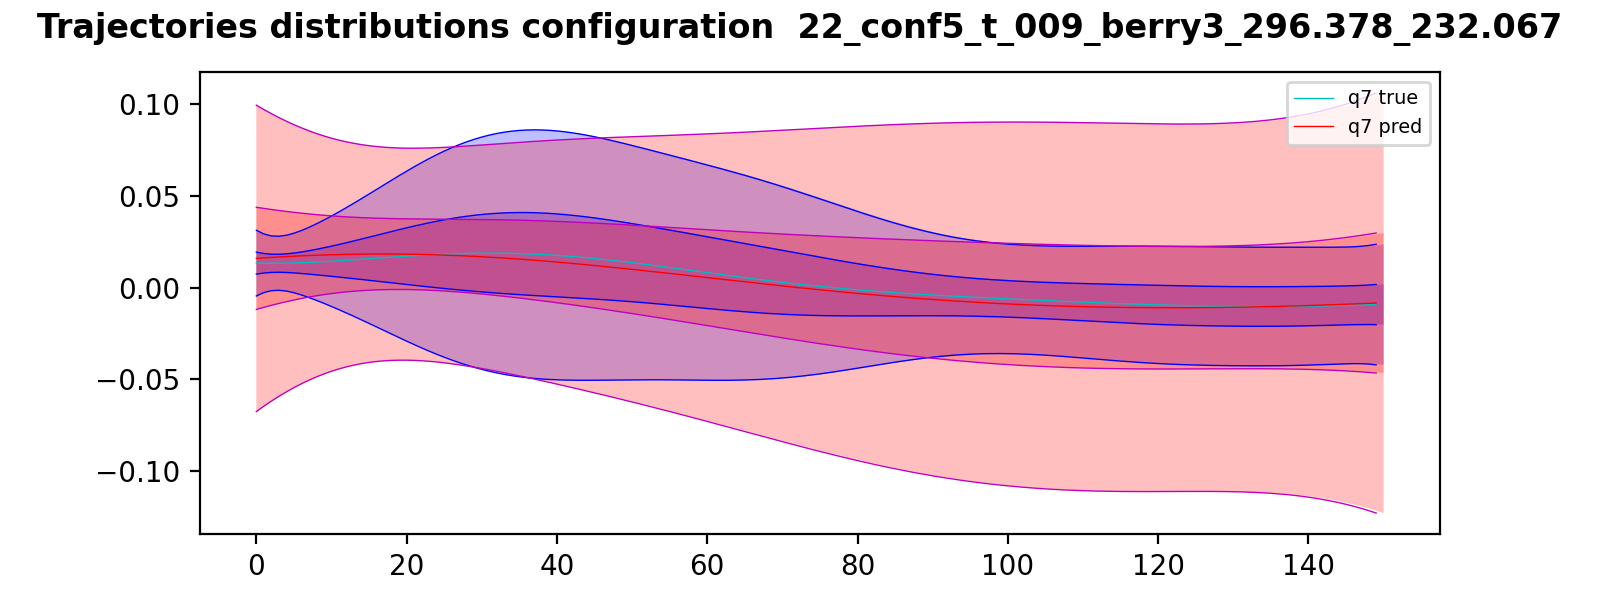 Trajectories distributions configuration  22_conf5_t_009_berry3_296.378_232.067
q7 true
q7 pred
0.10
0.05
0.00
−0.05
−0.10
0 20 40 60 80 100 120 140